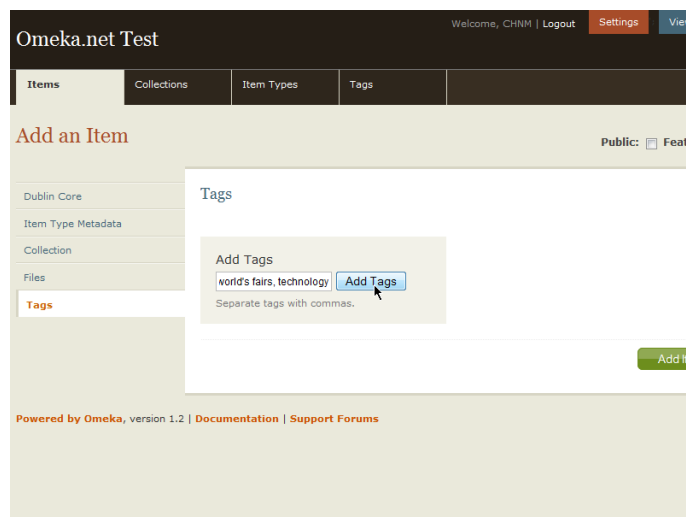 Welcome, CHNM | Logout
Settings
Omeka.net Test
Items
Collections
Item Types
Tags
Add an Item
Public:
Dublin Core
Item Type Metadata
Collection
Files
Tags
Tags
Add Tags
world's fairs, technology
Add Tags
Separate tags with commas.
Add
Powered by Omeka, version 1.2 | Documentation | Support Forums